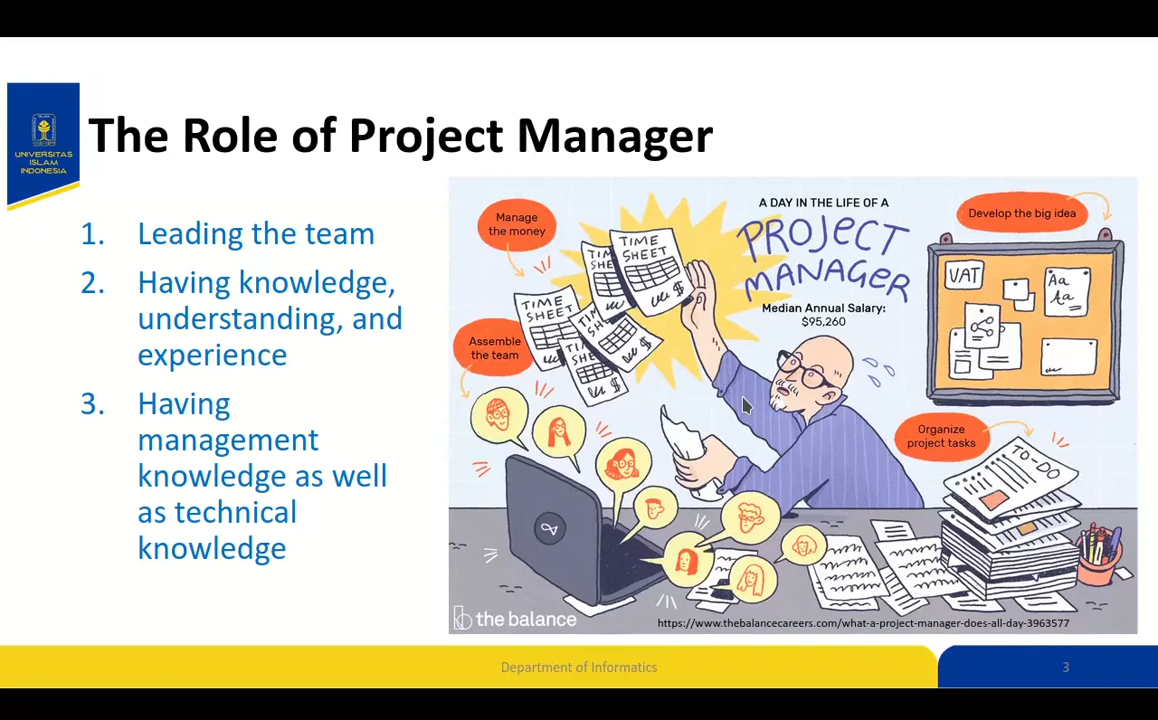 UNIVERSITAS
ISLAM
INDONESIA
The Role of Project Manager
1. Leading the team
2. Having knowledge,
understanding, and
experience
3. Having
management
knowledge as well
as technical
knowledge
A DAY IN THE LIFE OF A
PROJECT
MANAGER
Median Annual Salary:
$95,260
Manage
the money
Develop the big idea
Assemble
the team
Organize
project tasks
TIME
SHEET
TIME
SHEET
VAT
Aa
TO-DO
the balance
https://www.thebalancecareers.com/what-a-project-manager-does-all-day-3963577
Department of Informatics
3